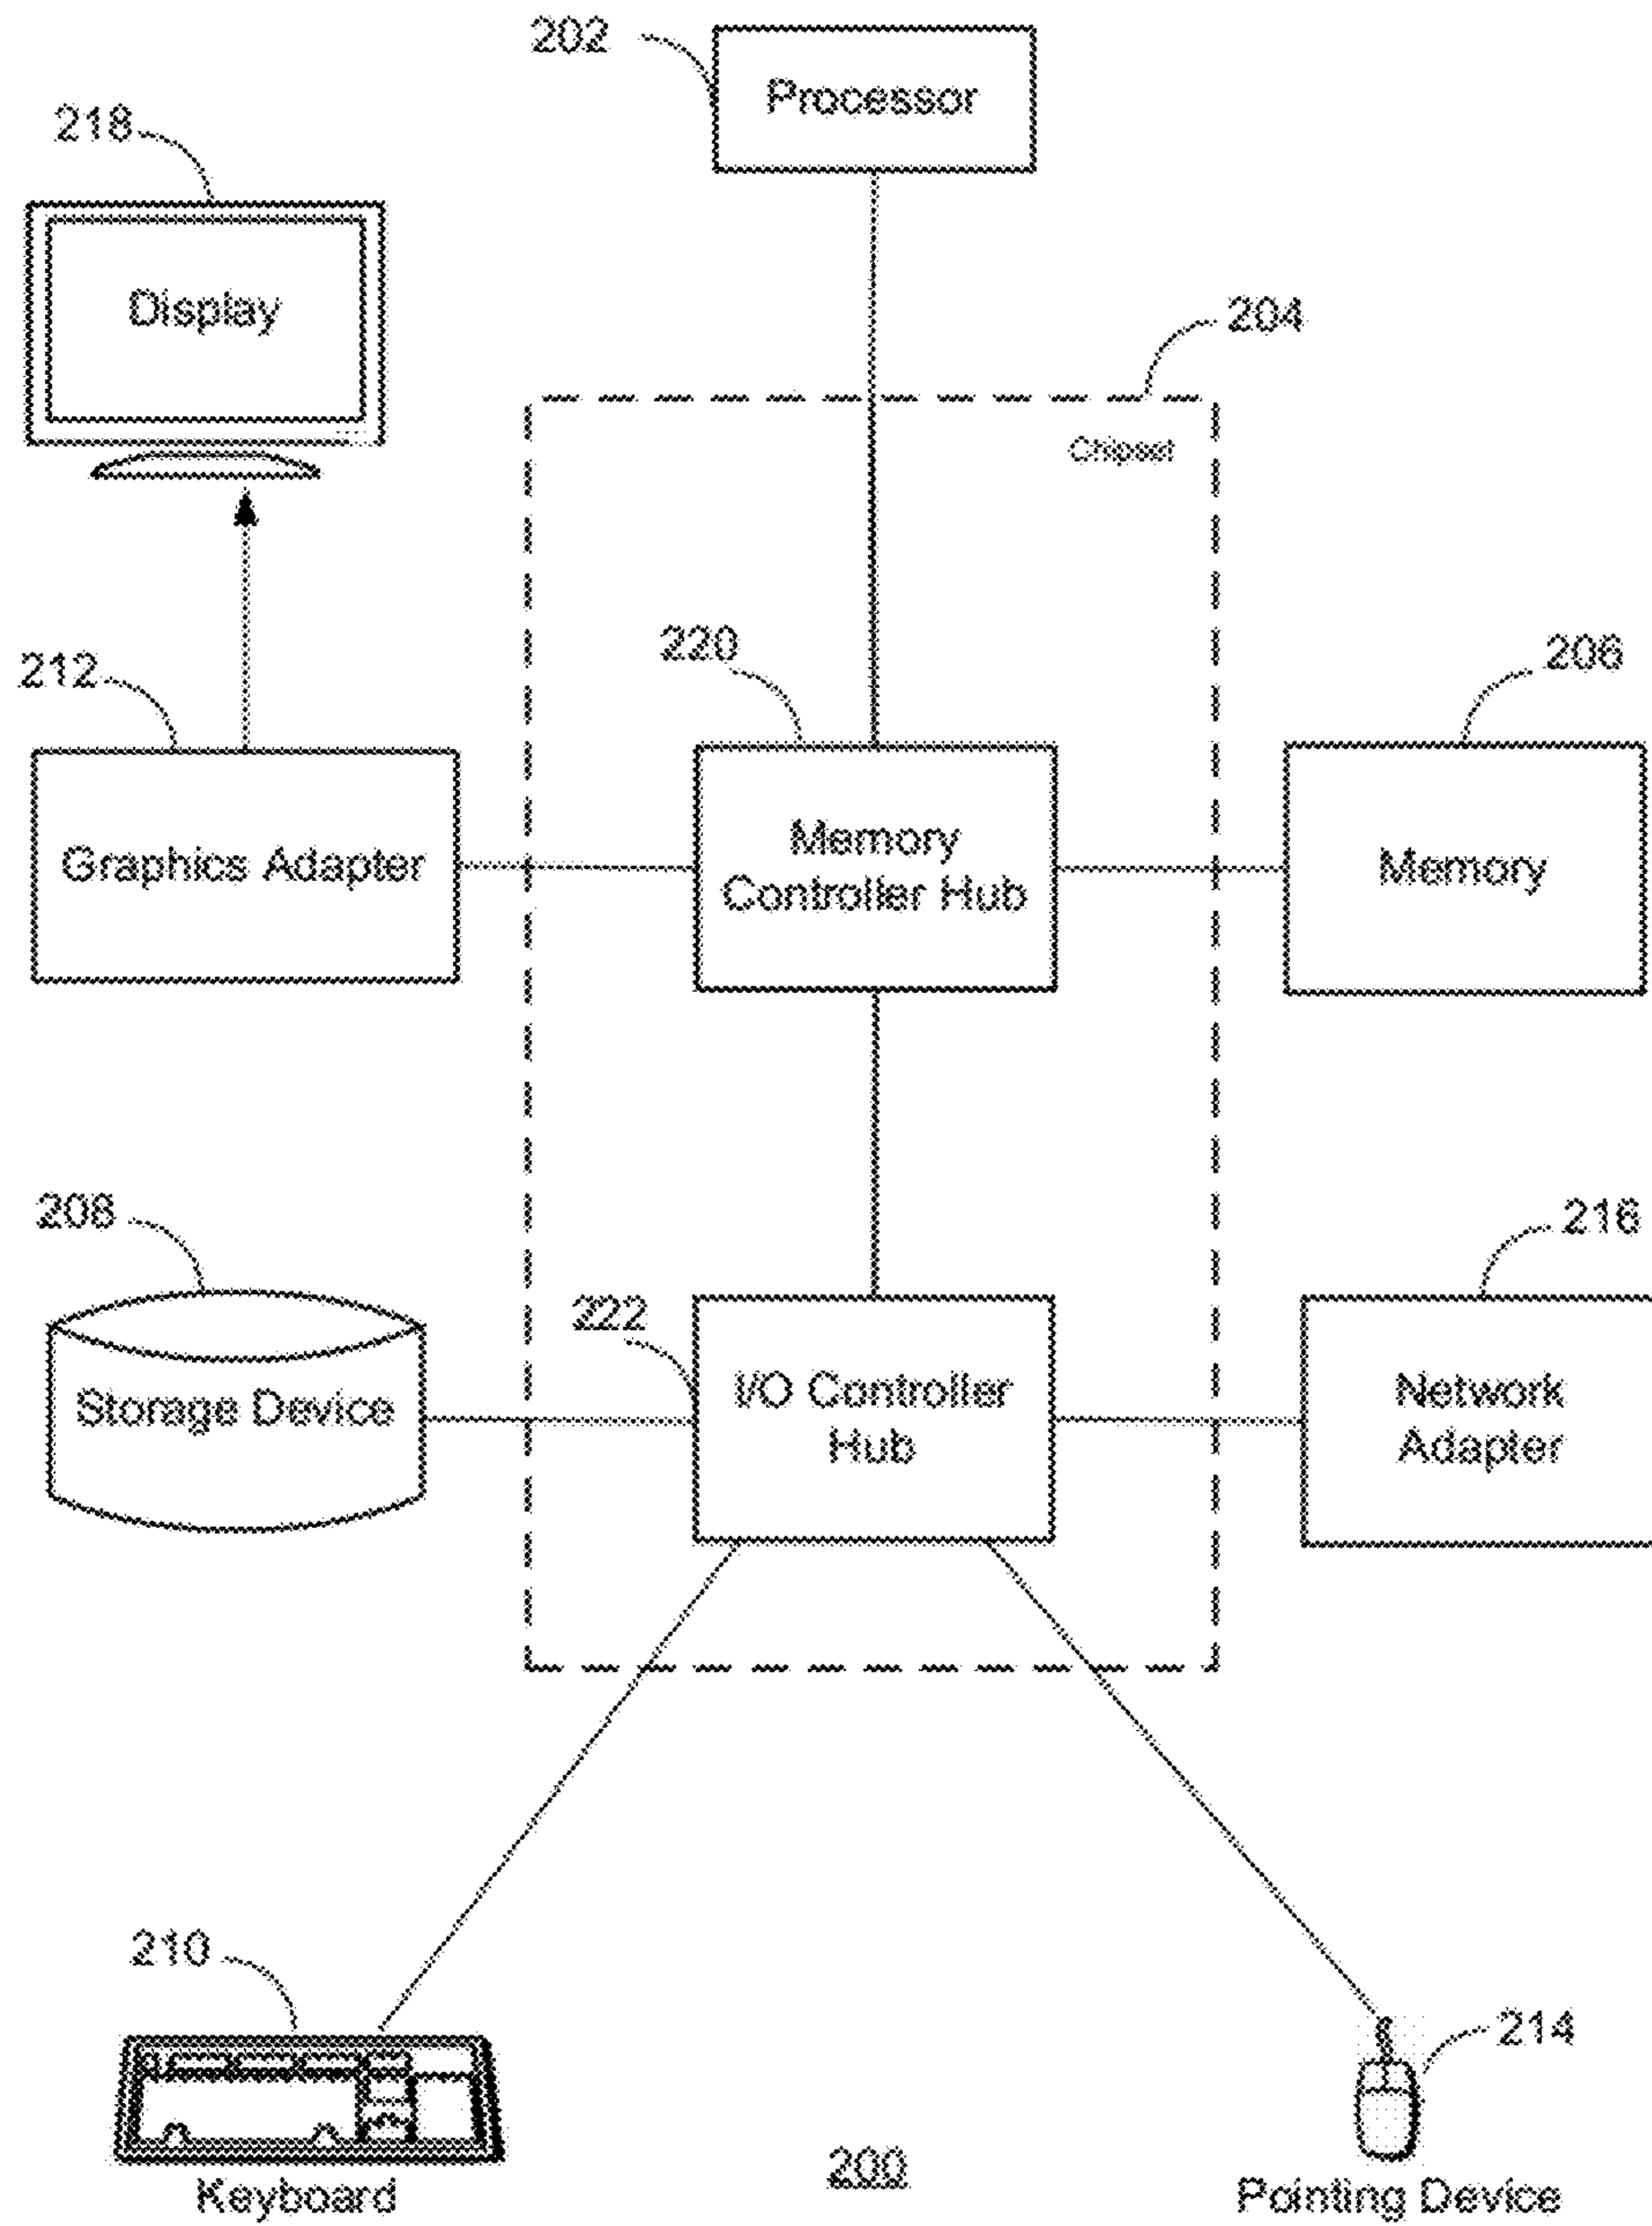 202
Processor
218
Display
204
Chipset
212
220
206
Graphics Adapter
Memory
Controller Hub
Memory
208
216
222
Storage Device
I/O Controller
Hub
Network
Adapter
210
214
Keyboard
200
Pointing Device